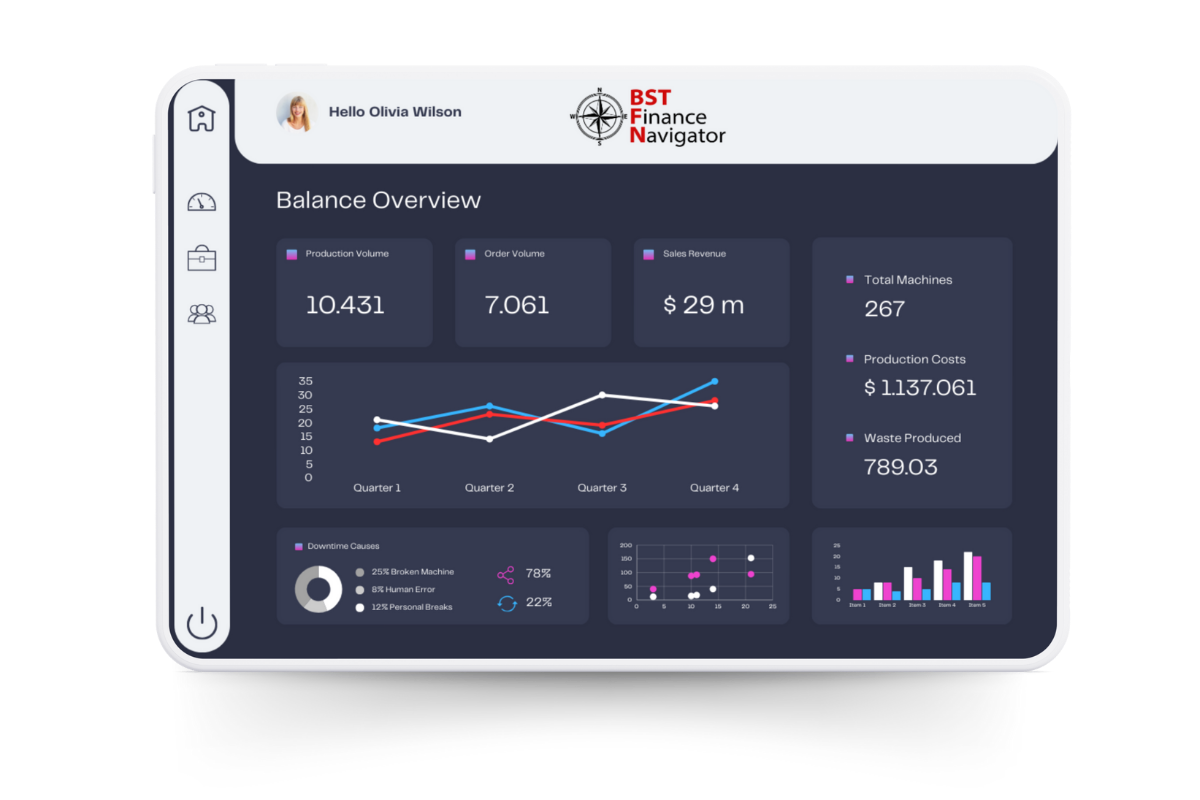 Hello Olivia Wilson
N
W
E
S
BST
Finance
Navigator
Balance Overview
Production Volume
10.431
Order Volume
7.061
Sales Revenue
$ 29 m
Total Machines
267
Production Costs
$ 1.137.061
Waste Produced
789.03
35
30
25
20
15
10
5
0
Quarter 1 Quarter 2 Quarter 3 Quarter 4
Downtime Causes
25% Broken Machine
8% Human Error
12% Personal Breaks
78%
22%
200
150
100
50
0
0 5 10 15 20 25
25
20
15
10
5
0
Item 1 Item 2 Item 3 Item 4 Item 5